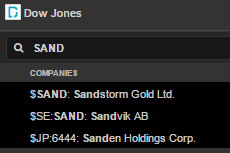 Dow Jones
SAND
COMPANIES
$SAND: Sandstorm Gold Ltd.
$SE:SAND: Sandvik AB
$JP:6444: Sanden Holdings Corp.